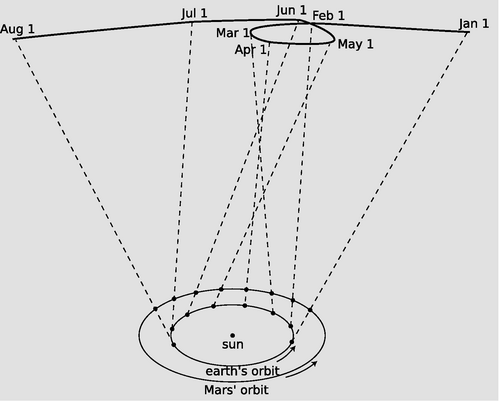 Jun 1
Jul 1
Feb 1
Jan 1
Aug 1
Mar 1
Apr 1
May 1
sun
earth's orbit
Mars' orbit